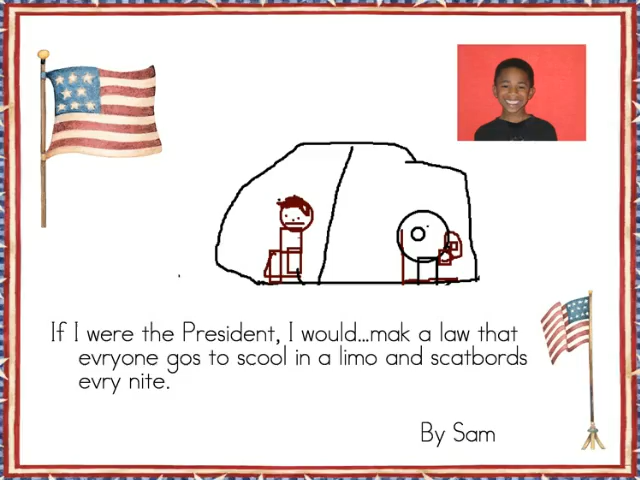 If I were the President, I would...mak a law that
evryone gos to scool in a limo and scatbords
evry nite.
By Sam